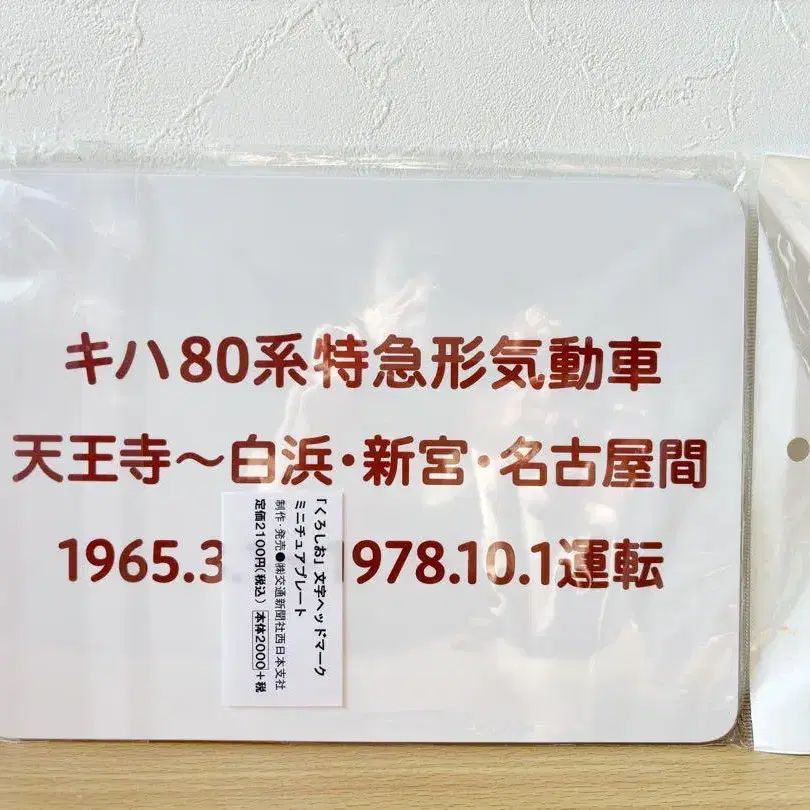 キハ80系特急形気動車
天王寺～白浜・新宮・名古屋間
1965.3 978.10.1運転
「くろしお」文字ヘッドマーク
ミニチュアプレート
制作・発売●㈱交通新聞社西日本支社
定価2100円(税込) 本体2000+税